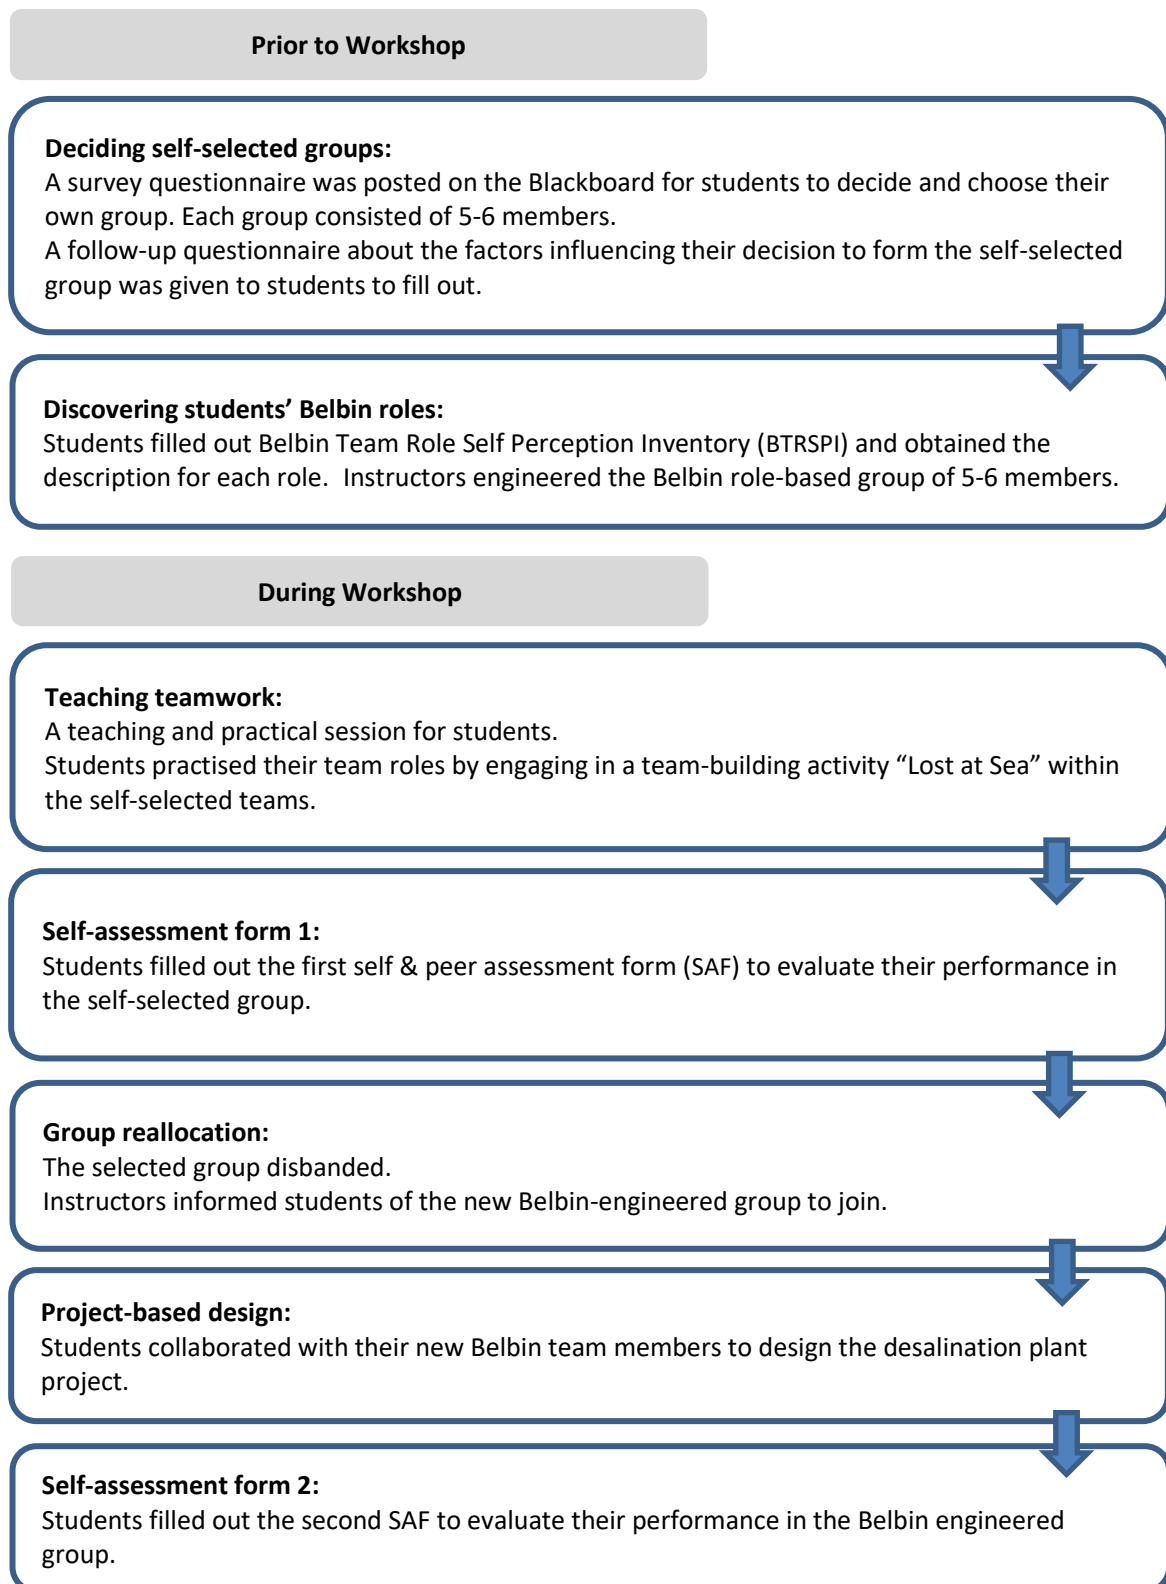 Prior to Workshop
Deciding self-selected groups:
A survey questionnaire was posted on the Blackboard for students to decide and choose their
own group. Each group consisted of 5-6 members.
A follow-up questionnaire about the factors influencing their decision to form the self-selected
group was given to students to fill out.
Discovering students’ Belbin roles:
Students filled out Belbin Team Role Self Perception Inventory (BTRSPI) and obtained the
description for each role.  Instructors engineered the Belbin role-based group of 5-6 members.
During Workshop
Teaching teamwork:
A teaching and practical session for students.
Students practised their team roles by engaging in a team-building activity “Lost at Sea” within
the self-selected teams.
Self-assessment form 1:
Students filled out the first self & peer assessment form (SAF) to evaluate their performance in
the self-selected group.
Group reallocation:
The selected group disbanded.
Instructors informed students of the new Belbin-engineered group to join.
Project-based design:
Students collaborated with their new Belbin team members to design the desalination plant
project.
Self-assessment form 2:
Students filled out the second SAF to evaluate their performance in the Belbin engineered
group.